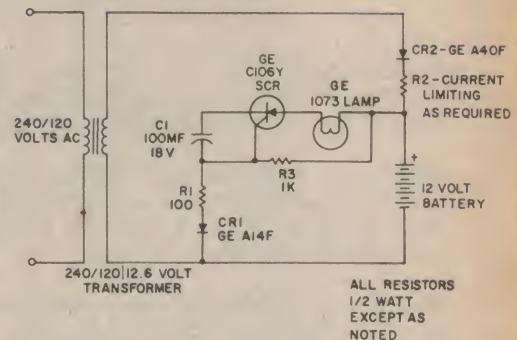 CR2-GE A40F
R2-CURRENT
LIMITING
AS REQUIRED
GE
C106Y
SCR
GE
1073 LAMP
C1
100MF
18V
240/120
VOLTS AC
R3
1K
R1
100
CR1
GE A14F
+
12 VOLT
BATTERY
240/120|12.6 VOLT
TRANSFORMER
ALL RESISTORS
1/2 WATT
EXCEPT AS
NOTED